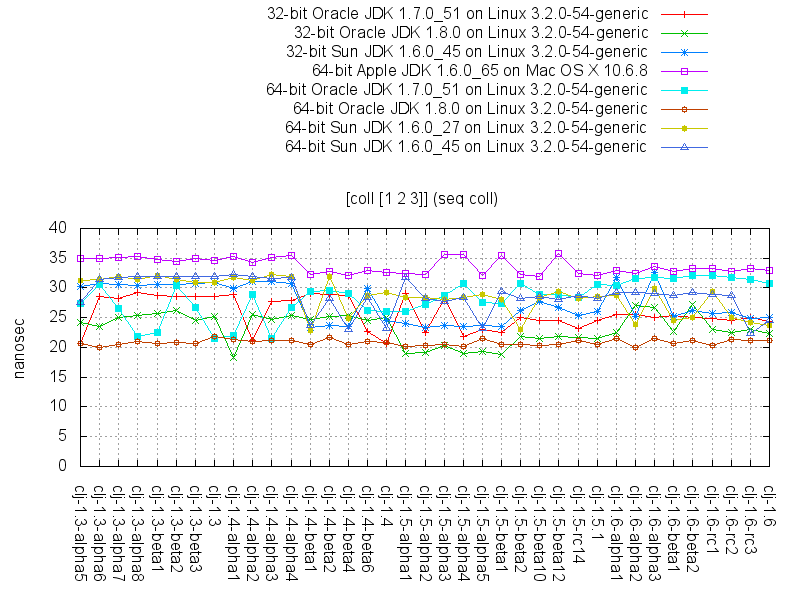 32-bit Oracle JDK 1.7.0_51 on Linux 3.2.0-54-generic
32-bit Oracle JDK 1.8.0 on Linux 3.2.0-54-generic
32-bit Sun JDK 1.6.0_45 on Linux 3.2.0-54-generic
64-bit Apple JDK 1.6.0_65 on Mac OS X 10.6.8
64-bit Oracle JDK 1.7.0_51 on Linux 3.2.0-54-generic
64-bit Oracle JDK 1.8.0 on Linux 3.2.0-54-generic
64-bit Sun JDK 1.6.0_27 on Linux 3.2.0-54-generic
64-bit Sun JDK 1.6.0_45 on Linux 3.2.0-54-generic
[coll [1 2 3]] (seq coll)
nanosec
40
35
30
25
20
15
10
5
0
clj-1.3-alpha5
clj-1.3-alpha6
clj-1.3-alpha7
clj-1.3-alpha8
clj-1.3-beta1
clj-1.3-beta2
clj-1.3-beta3
clj-1.3
clj-1.4-alpha1
clj-1.4-alpha2
clj-1.4-alpha3
clj-1.4-alpha4
clj-1.4-beta1
clj-1.4-beta2
clj-1.4-beta4
clj-1.4-beta6
clj-1.4
clj-1.5-alpha1
clj-1.5-alpha2
clj-1.5-alpha3
clj-1.5-alpha4
clj-1.5-alpha5
clj-1.5-beta1
clj-1.5-beta2
clj-1.5-beta10
clj-1.5-beta12
clj-1.5-rc14
clj-1.5.1
clj-1.6-alpha1
clj-1.6-alpha2
clj-1.6-alpha3
clj-1.6-beta1
clj-1.6-beta2
clj-1.6-rc1
clj-1.6-rc2
clj-1.6-rc3
clj-1.6